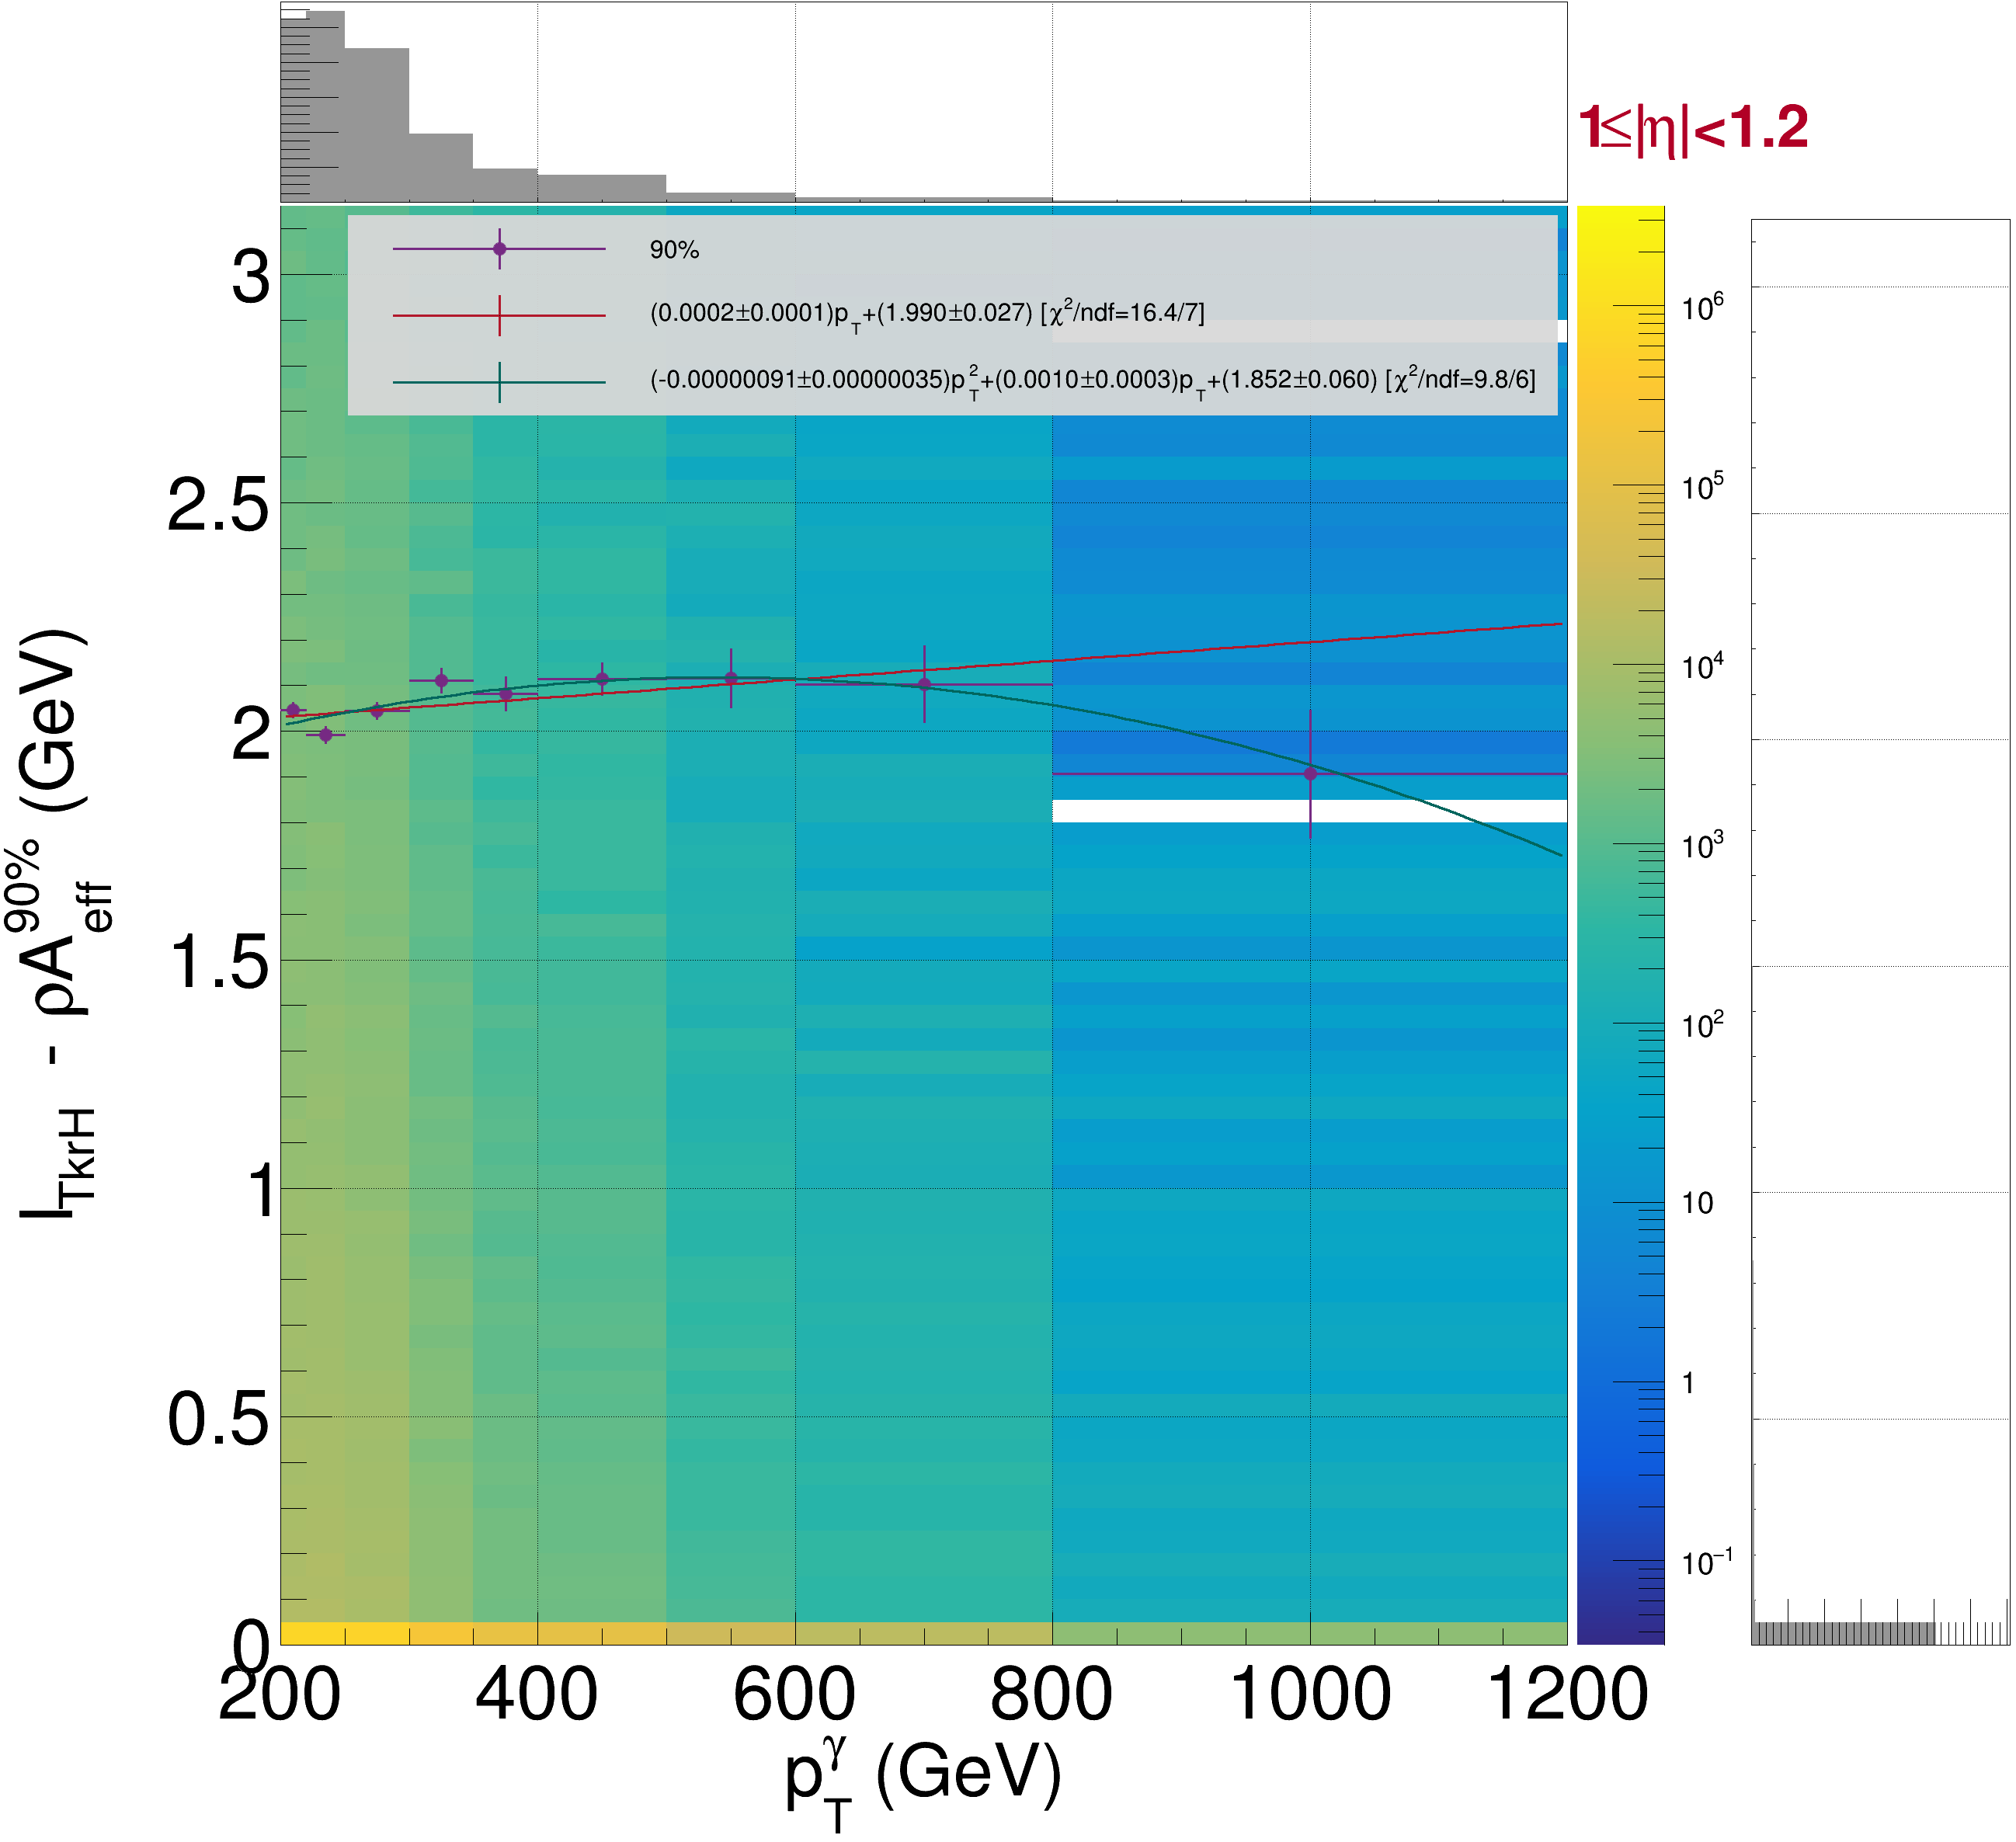 1≤|η|<1.2
90%
(0.0002±0.0001)p_T+(1.990±0.027) [χ²/ndf=16.4/7]
(-0.00000091±0.00000035)p_T²+(0.0010±0.0003)p_T+(1.852±0.060) [χ²/ndf=9.8/6]
I_TkrH - ρA_eff^90% (GeV)
3
2.5
2
1.5
1
0.5
0
200 400 600 800 1000 1200
p_T^γ (GeV)
10⁶
10⁵
10⁴
10³
10²
10
1
10⁻¹